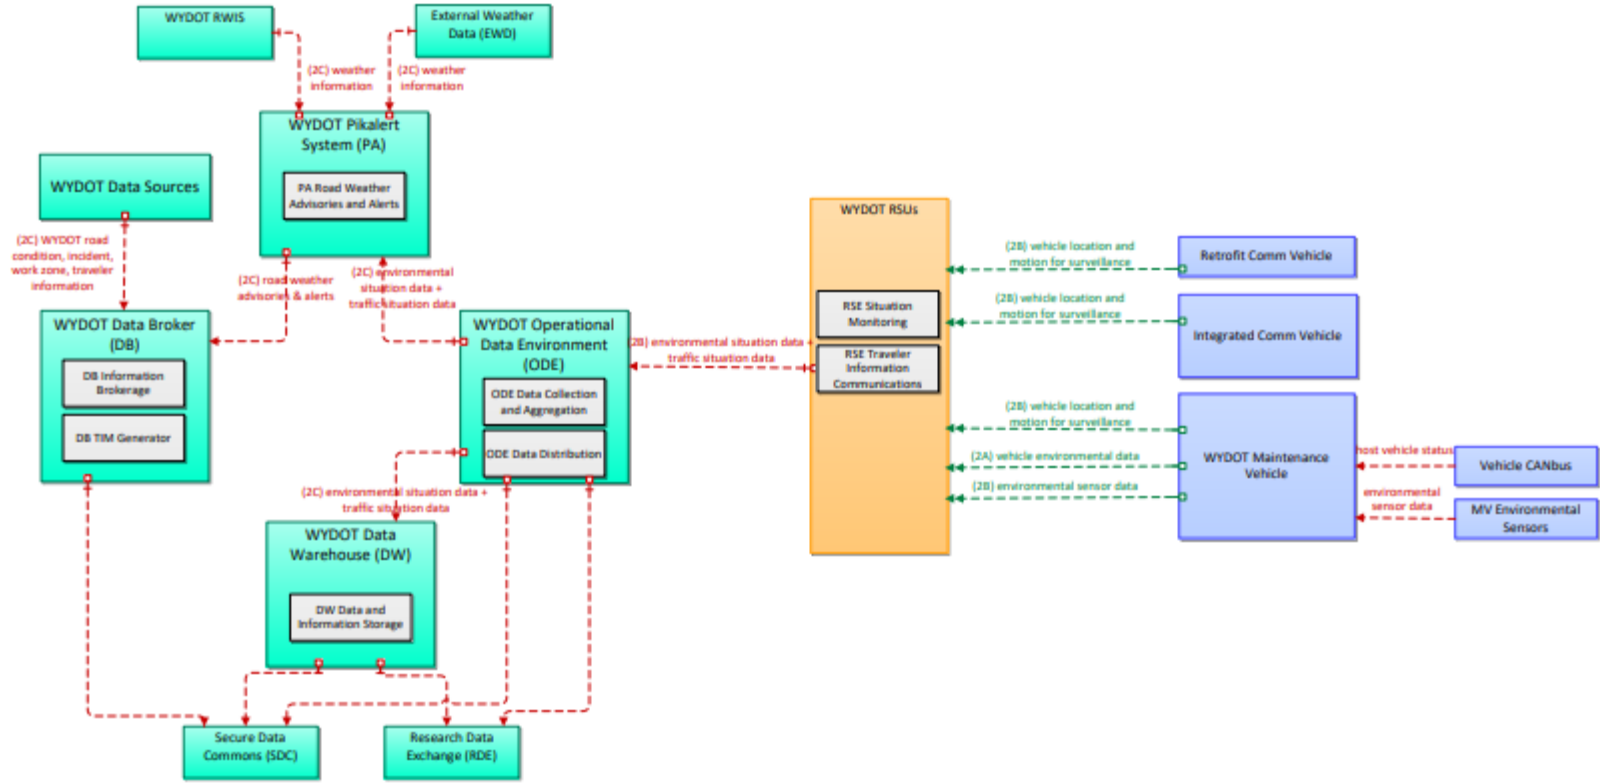 WYDOT RWIS
External Weather
Data (EWD)
(2C) weather
information
(2C) weather
information
WYDOT Pikalert
System (PA)
PA Road Weather
Advisories and Alerts
WYDOT Data Sources
(2C) WYDOT road
condition, incident,
work zone, traveler
information
(2C) road weather
advisories & alerts
(2C) environmental
situation data +
traffic situation data
WYDOT Data Broker
(DB)
DB Information
Brokerage
DB TIM Generator
WYDOT Operational
Data Environment
(ODE)
ODE Data Collection
and Aggregation
ODE Data Distribution
(2B) environmental situation data +
traffic situation data
(2C) environmental situation data +
traffic situation data
WYDOT Data
Warehouse (DW)
DW Data and
Information Storage
Secure Data
Commons (SDC)
Research Data
Exchange (RDE)
WYDOT RSUs
RSE Situation
Monitoring
RSE Traveler
Information
Communications
(2B) vehicle location and
motion for surveillance
(2B) vehicle location and
motion for surveillance
(2B) vehicle location and
motion for surveillance
(2A) vehicle environmental data
(2B) environmental sensor data
Retrofit Comm Vehicle
Integrated Comm Vehicle
WYDOT Maintenance
Vehicle
host vehicle status
environmental
sensor data
Vehicle CANbus
MV Environmental
Sensors